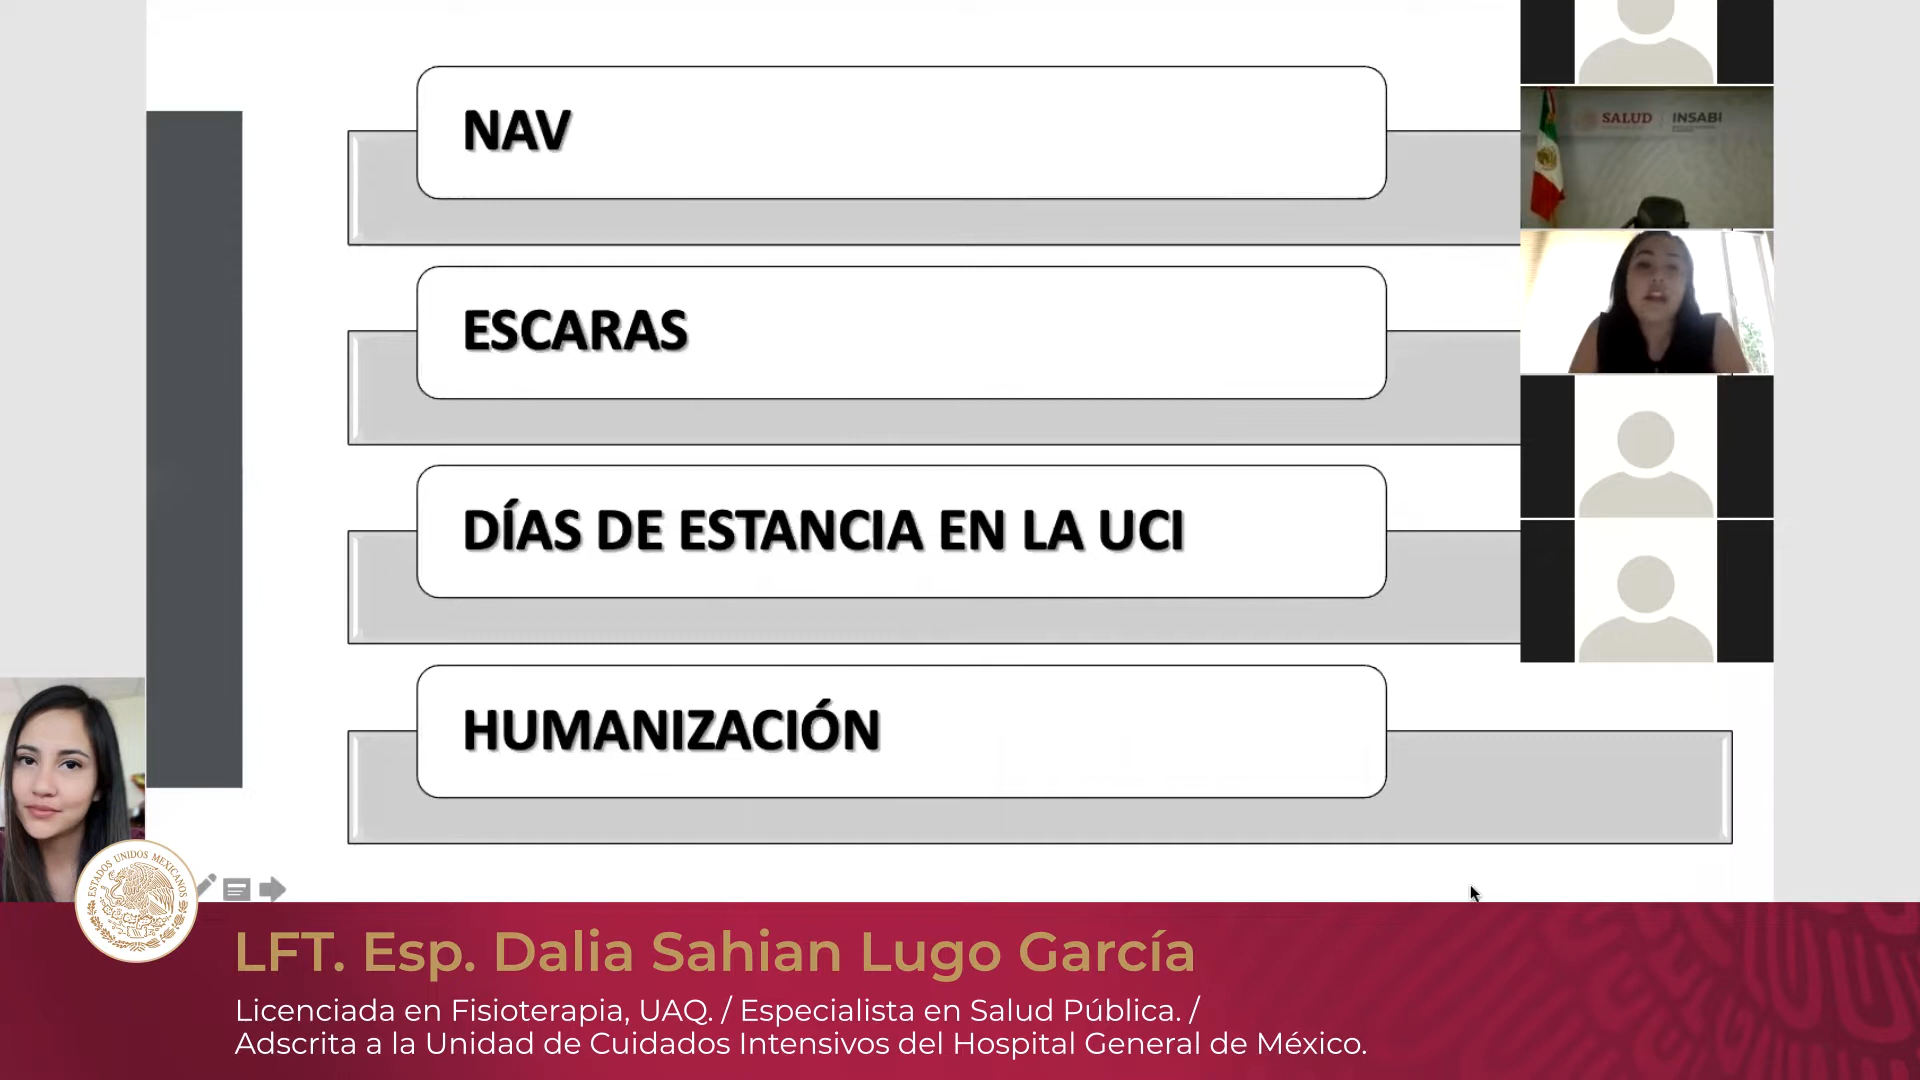 NAV
SALUD
INSABI
ESCARAS
DÍAS DE ESTANCIA EN LA UCI
HUMANIZACIÓN
ESTADOS UNIDOS MEXICANOS
LFT. Esp. Dalia Sahian Lugo García
Licenciada en Fisioterapia, UAQ. / Especialista en Salud Pública. /
Adscrita a la Unidad de Cuidados Intensivos del Hospital General de México.